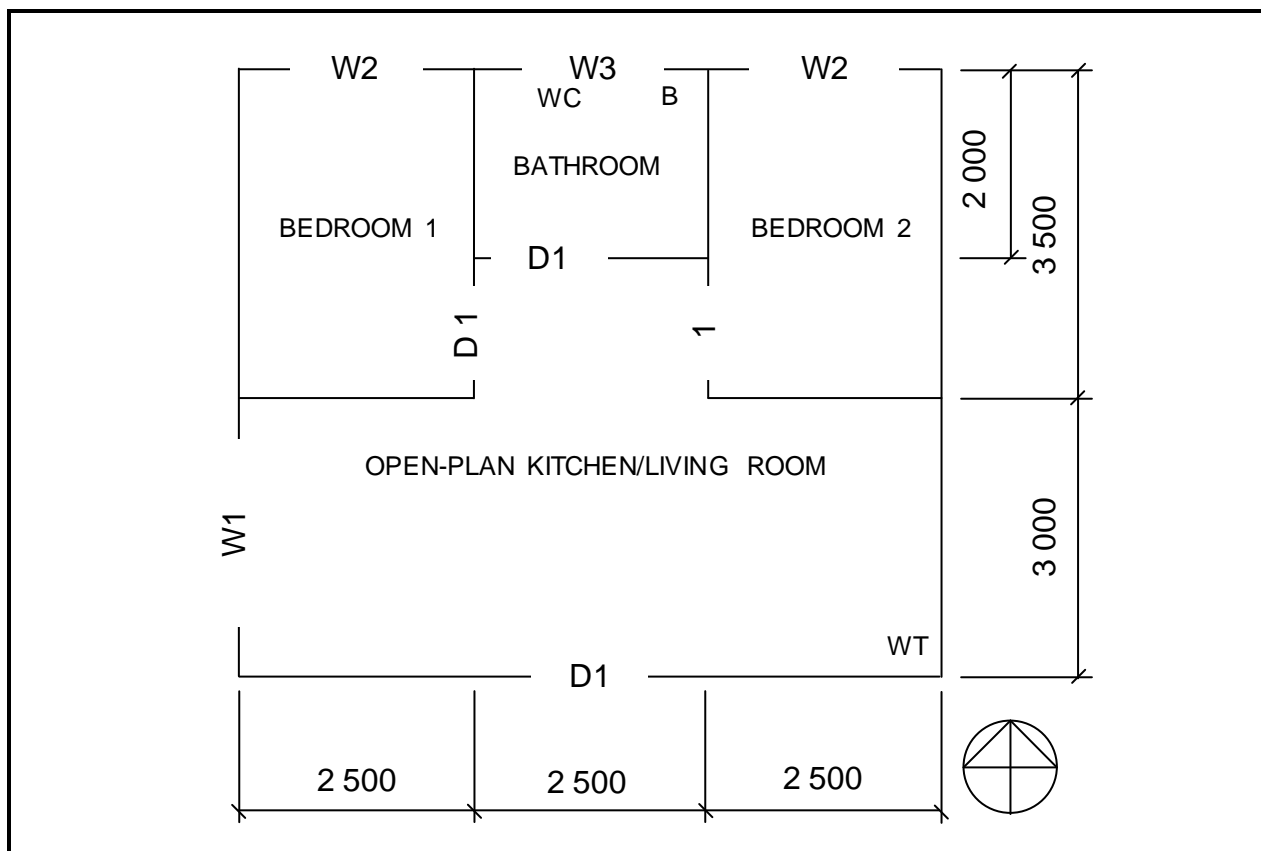 W2 W3 W2
WC B
BATHROOM
2 000
3 500
BEDROOM 1 BEDROOM 2
D1
D 1
1
OPEN-PLAN KITCHEN/LIVING ROOM
W1
3 000
WT
D1
2 500 2 500 2 500